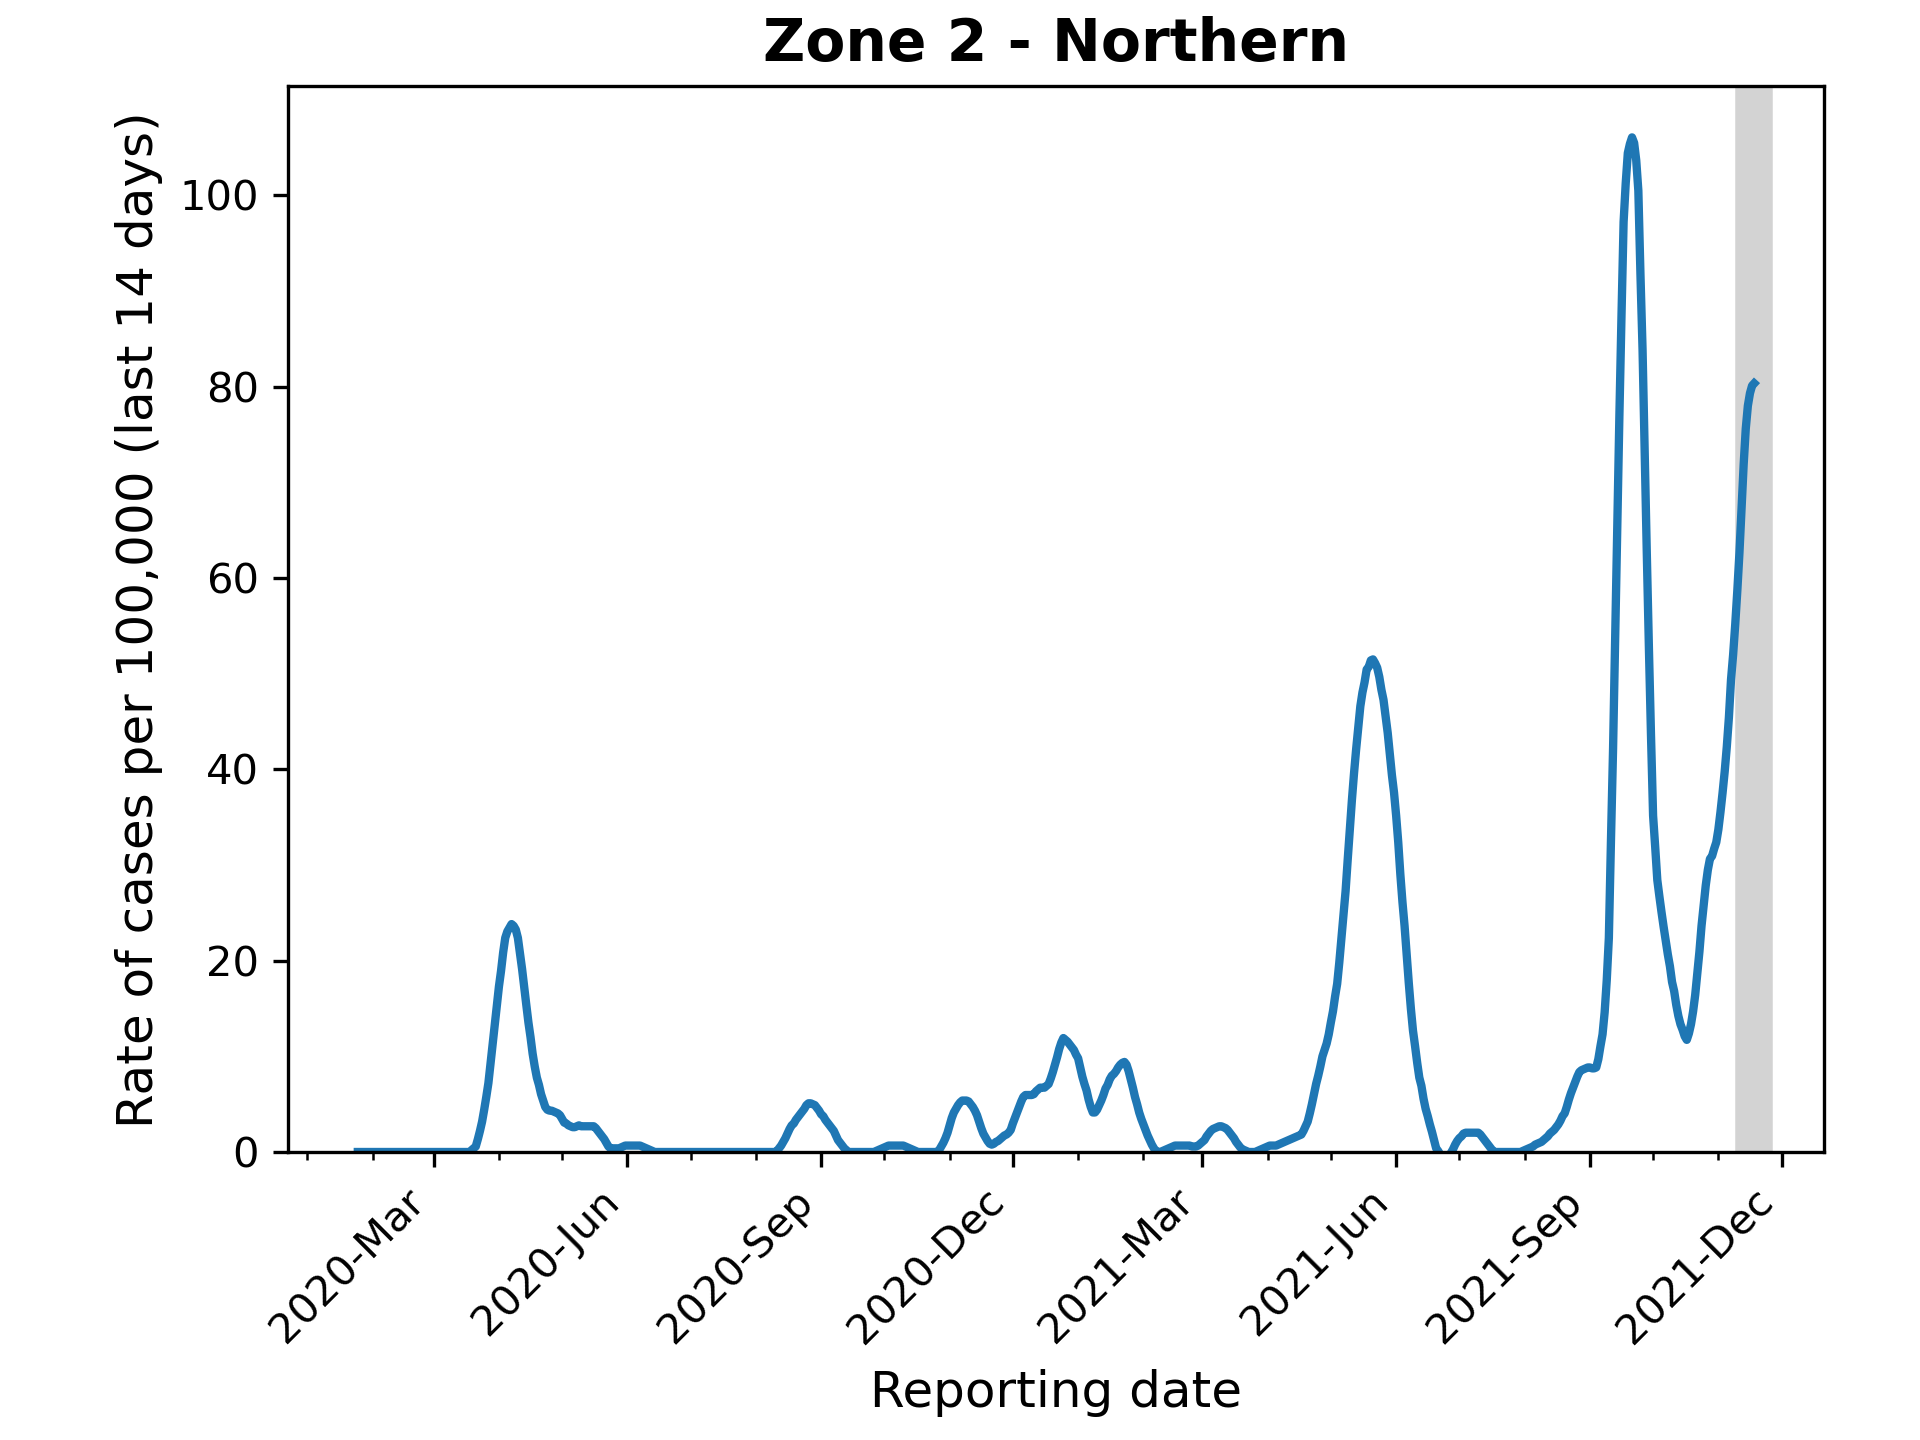 Zone 2 - Northern
Rate of cases per 100,000 (last 14 days)
100
80
60
40
20
0
2020-Mar
2020-Jun
2020-Sep
2020-Dec
2021-Mar
2021-Jun
2021-Sep
2021-Dec
Reporting date